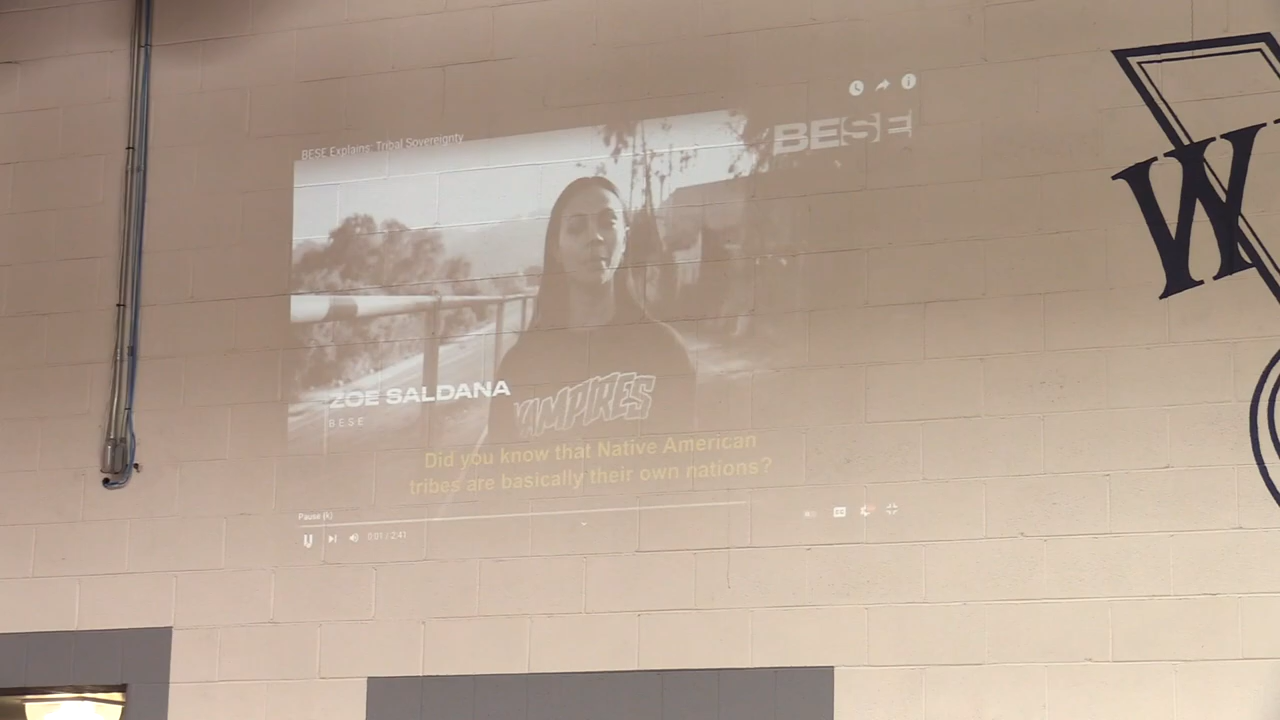 BESE Explains: Tribal Sovereignty
BESE
ZOE SALDANA
BESE
VAMPIRES
Did you know that Native American
tribes are basically their own nations?
Pause (k)
0:01 / 2:41
CC
W